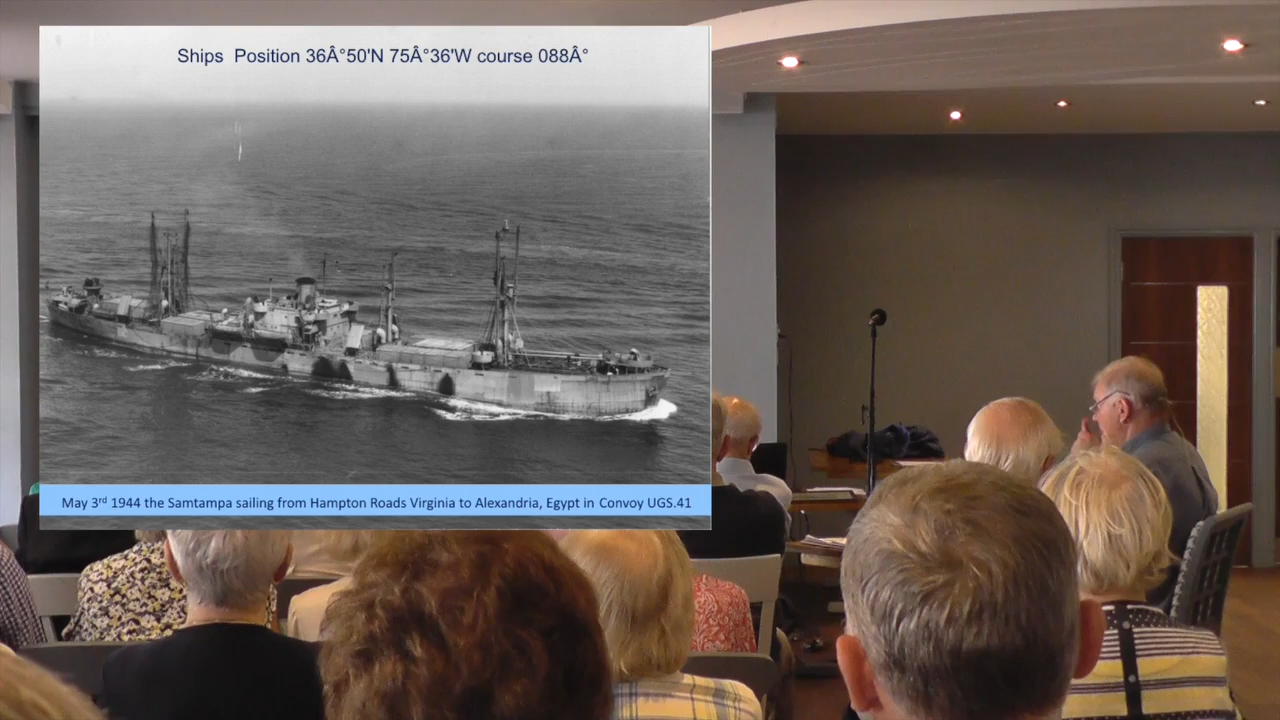 Ships  Position 36Â°50'N 75Â°36'W course 088Â°
May 3rd 1944 the Samtampa sailing from Hampton Roads Virginia to Alexandria, Egypt in Convoy UGS.41